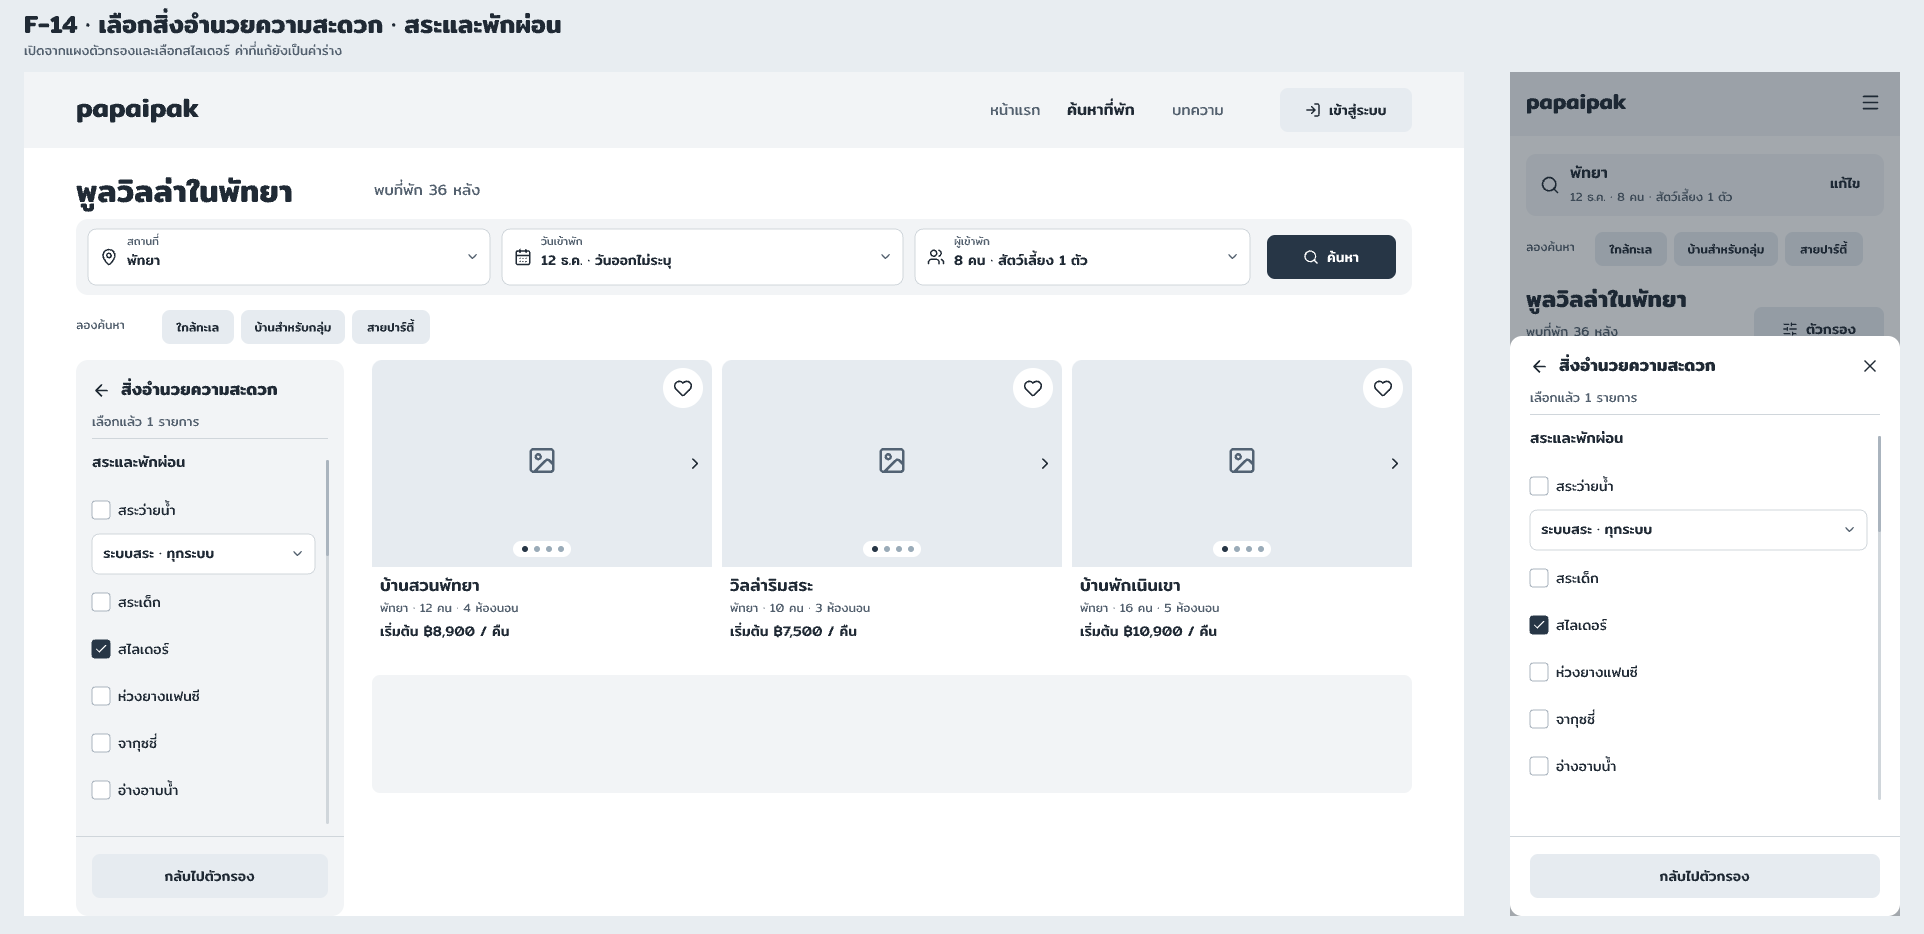 F-14 · เลือกสิ่งอำนวยความสะดวก · สระและพักผ่อน
เปิดจากแผงตัวกรองและเลือกสไลเดอร์ ค่าที่แก้ยังเป็นค่าร่าง
papaipak
หน้าแรก
ค้นหาที่พัก
บทความ
เข้าสู่ระบบ
พูลวิลล่าในพัทยา
พบที่พัก 36 หลัง
สถานที่
พัทยา
วันเข้าพัก
12 ธ.ค. · วันออกไม่ระบุ
ผู้เข้าพัก
8 คน · สัตว์เลี้ยง 1 ตัว
ค้นหา
ลองค้นหา
ใกล้ทะเล
บ้านสำหรับกลุ่ม
สายปาร์ตี้
สิ่งอำนวยความสะดวก
เลือกแล้ว 1 รายการ
สระและพักผ่อน
สระว่ายน้ำ
ระบบสระ · ทุกระบบ
สระเด็ก
สไลเดอร์
ห่วงยางแฟนซี
จากุซซี่
อ่างอาบน้ำ
กลับไปตัวกรอง
บ้านสวนพัทยา
พัทยา · 12 คน · 4 ห้องนอน
เริ่มต้น ฿8,900 / คืน
วิลล่าริมสระ
พัทยา · 10 คน · 3 ห้องนอน
เริ่มต้น ฿7,500 / คืน
บ้านพักเนินเขา
พัทยา · 16 คน · 5 ห้องนอน
เริ่มต้น ฿10,900 / คืน
papaipak
พัทยา
12 ธ.ค. · 8 คน · สัตว์เลี้ยง 1 ตัว
แก้ไข
ลองค้นหา
ใกล้ทะเล
บ้านสำหรับกลุ่ม
สายปาร์ตี้
พูลวิลล่าในพัทยา
พบที่พัก 36 หลัง
ตัวกรอง
สิ่งอำนวยความสะดวก
เลือกแล้ว 1 รายการ
สระและพักผ่อน
สระว่ายน้ำ
ระบบสระ · ทุกระบบ
สระเด็ก
สไลเดอร์
ห่วงยางแฟนซี
จากุซซี่
อ่างอาบน้ำ
กลับไปตัวกรอง